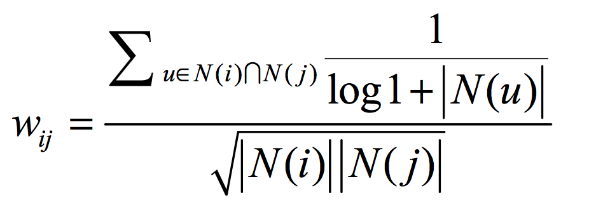 w_{ij} = \frac{\sum_{u \in N(i) \cap N(j)} \frac{1}{\log 1 + |N(u)|}}{\sqrt{|N(i)||N(j)|}}